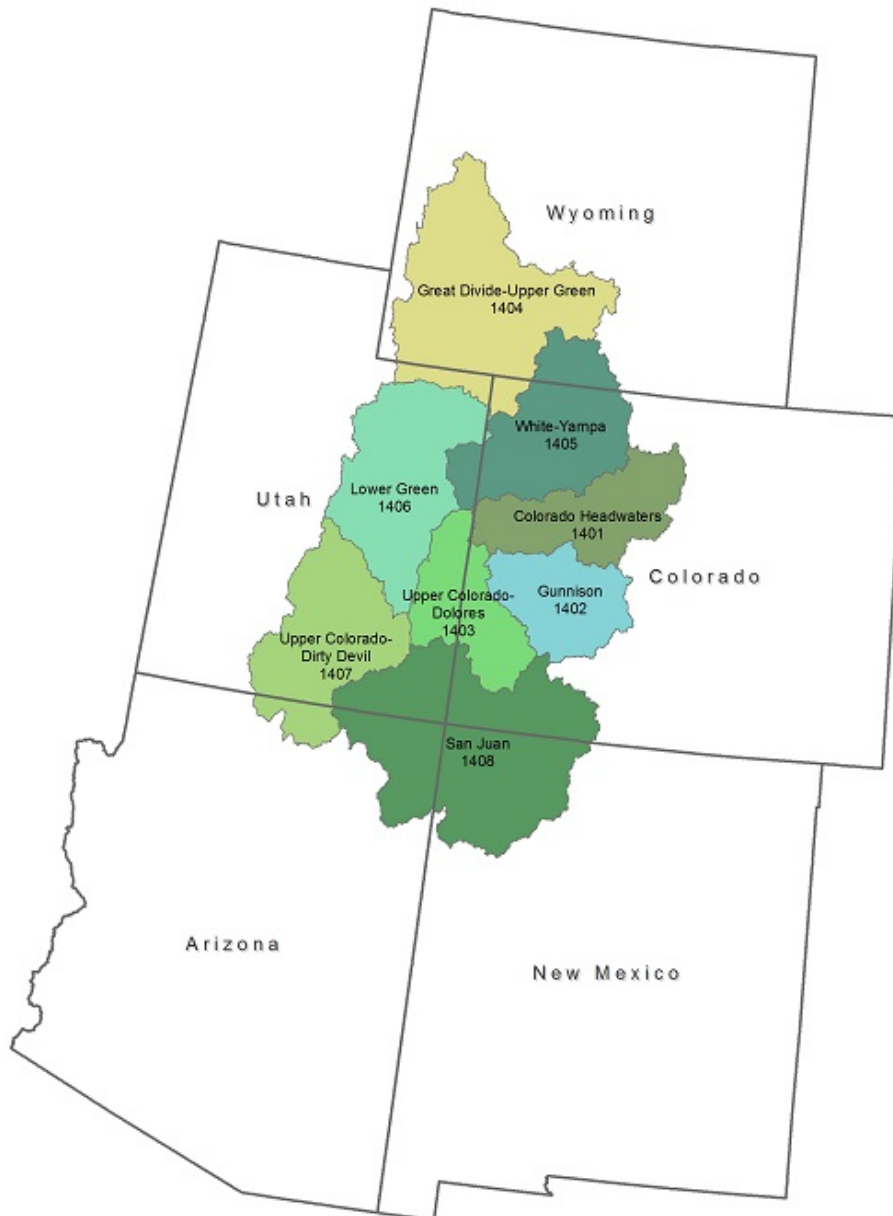 Wyoming
Great Divide-Upper Green
1404
White-Yampa
1405
Utah
Lower Green
1406
Colorado Headwaters
1401
Colorado
Gunnison
1402
Upper Colorado-
Dolores
1403
Upper Colorado-
Dirty Devil
1407
San Juan
1408
Arizona
New Mexico